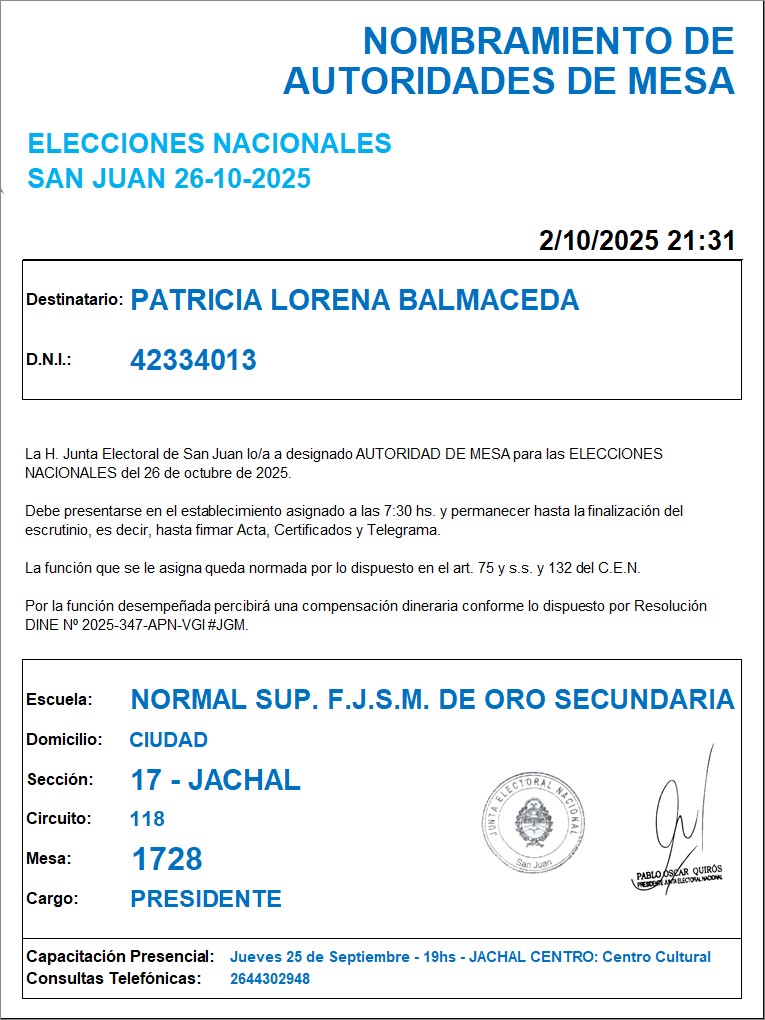 NOMBRAMIENTO DE
AUTORIDADES DE MESA
ELECCIONES NACIONALES
SAN JUAN 26-10-2025
2/10/2025 21:31
Destinatario: PATRICIA LORENA BALMACEDA
D.N.I.: 42334013
La H. Junta Electoral de San Juan lo/a a designado AUTORIDAD DE MESA para las ELECCIONES
NACIONALES del 26 de octubre de 2025.
Debe presentarse en el establecimiento asignado a las 7:30 hs. y permanecer hasta la finalización del
escrutinio, es decir, hasta firmar Acta, Certificados y Telegrama.
La función que se le asigna queda normada por lo dispuesto en el art. 75 y s.s. y 132 del C.E.N.
Por la función desempeñada percibirá una compensación dineraria conforme lo dispuesto por Resolución
DINE Nº 2025-347-APN-VGI#JGM.
Escuela: NORMAL SUP. F.J.S.M. DE ORO SECUNDARIA
Domicilio: CIUDAD
Sección: 17 - JACHAL
Circuito: 118
Mesa: 1728
Cargo: PRESIDENTE
JUNTA ELECTORAL NACIONAL
San Juan
PABLO OSCAR QUIRÓS
PRESIDENTE JUNTA ELECTORAL NACIONAL
Capacitación Presencial: Jueves 25 de Septiembre - 19hs - JACHAL CENTRO: Centro Cultural
Consultas Telefónicas: 2644302948